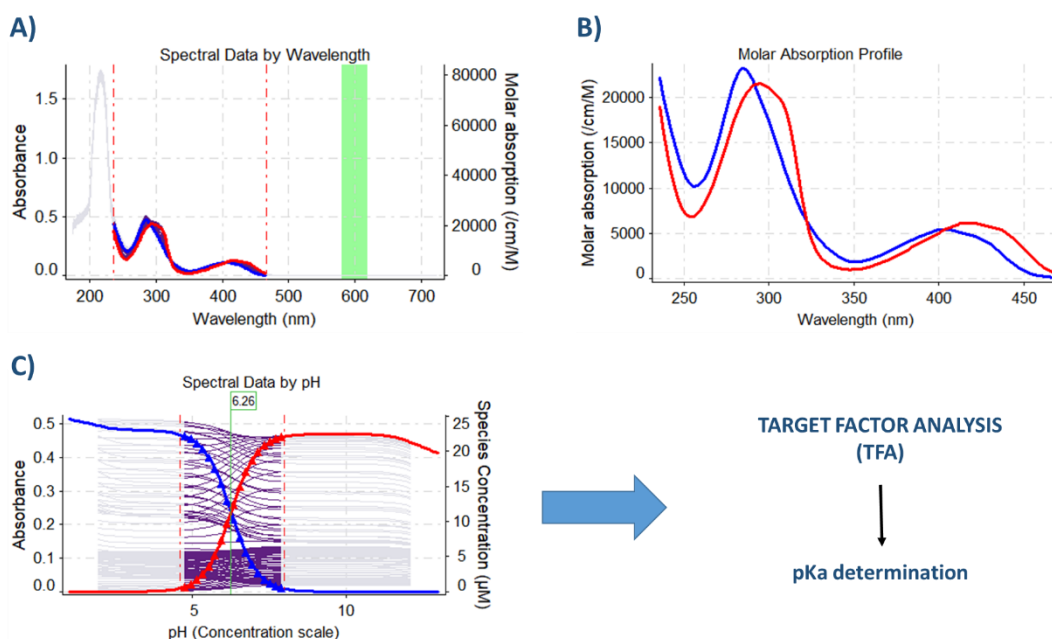 A)
Spectral Data by Wavelength
Absorbance
1.5
1.0
0.5
0.0
80000
60000
40000
20000
0
Molar absorption (/cm/M)
200 300 400 500 600 700
Wavelength (nm)
B)
Molar Absorption Profile
Molar absorption (/cm/M)
20000
15000
10000
5000
0
250 300 350 400 450
Wavelength (nm)
C)
Spectral Data by pH
6.26
Absorbance
0.5
0.4
0.3
0.2
0.1
0.0
25
20
15
10
5
0
Species Concentration (µM)
5 10
pH (Concentration scale)
TARGET FACTOR ANALYSIS
(TFA)
pKa determination